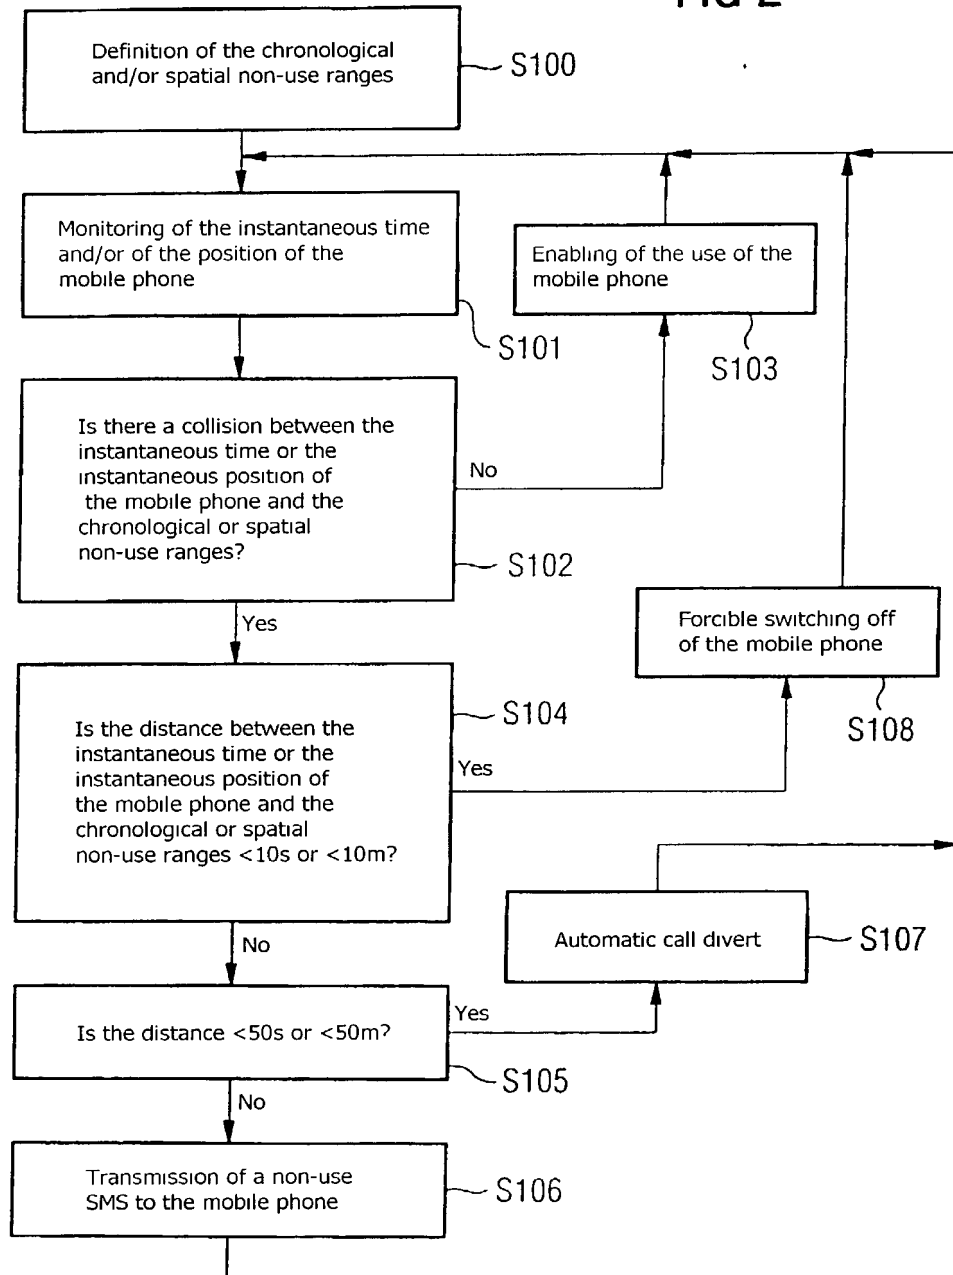 Definition of the chronological
and/or spatial non-use ranges
S100
Monitoring of the instantaneous time
and/or of the position of the
mobile phone
S101
Enabling of the use of the
mobile phone
S103
Is there a collision between the
instantaneous time or the
instantaneous position of
the mobile phone and the
chronological or spatial
non-use ranges?
No
S102
Yes
Forcible switching off
of the mobile phone
S108
Is the distance between the
instantaneous time or the
instantaneous position of
the mobile phone and the
chronological or spatial
non-use ranges <10s or <10m?
S104
Yes
No
Automatic call divert
S107
Is the distance <50s or <50m?
Yes
S105
No
Transmission of a non-use
SMS to the mobile phone
S106